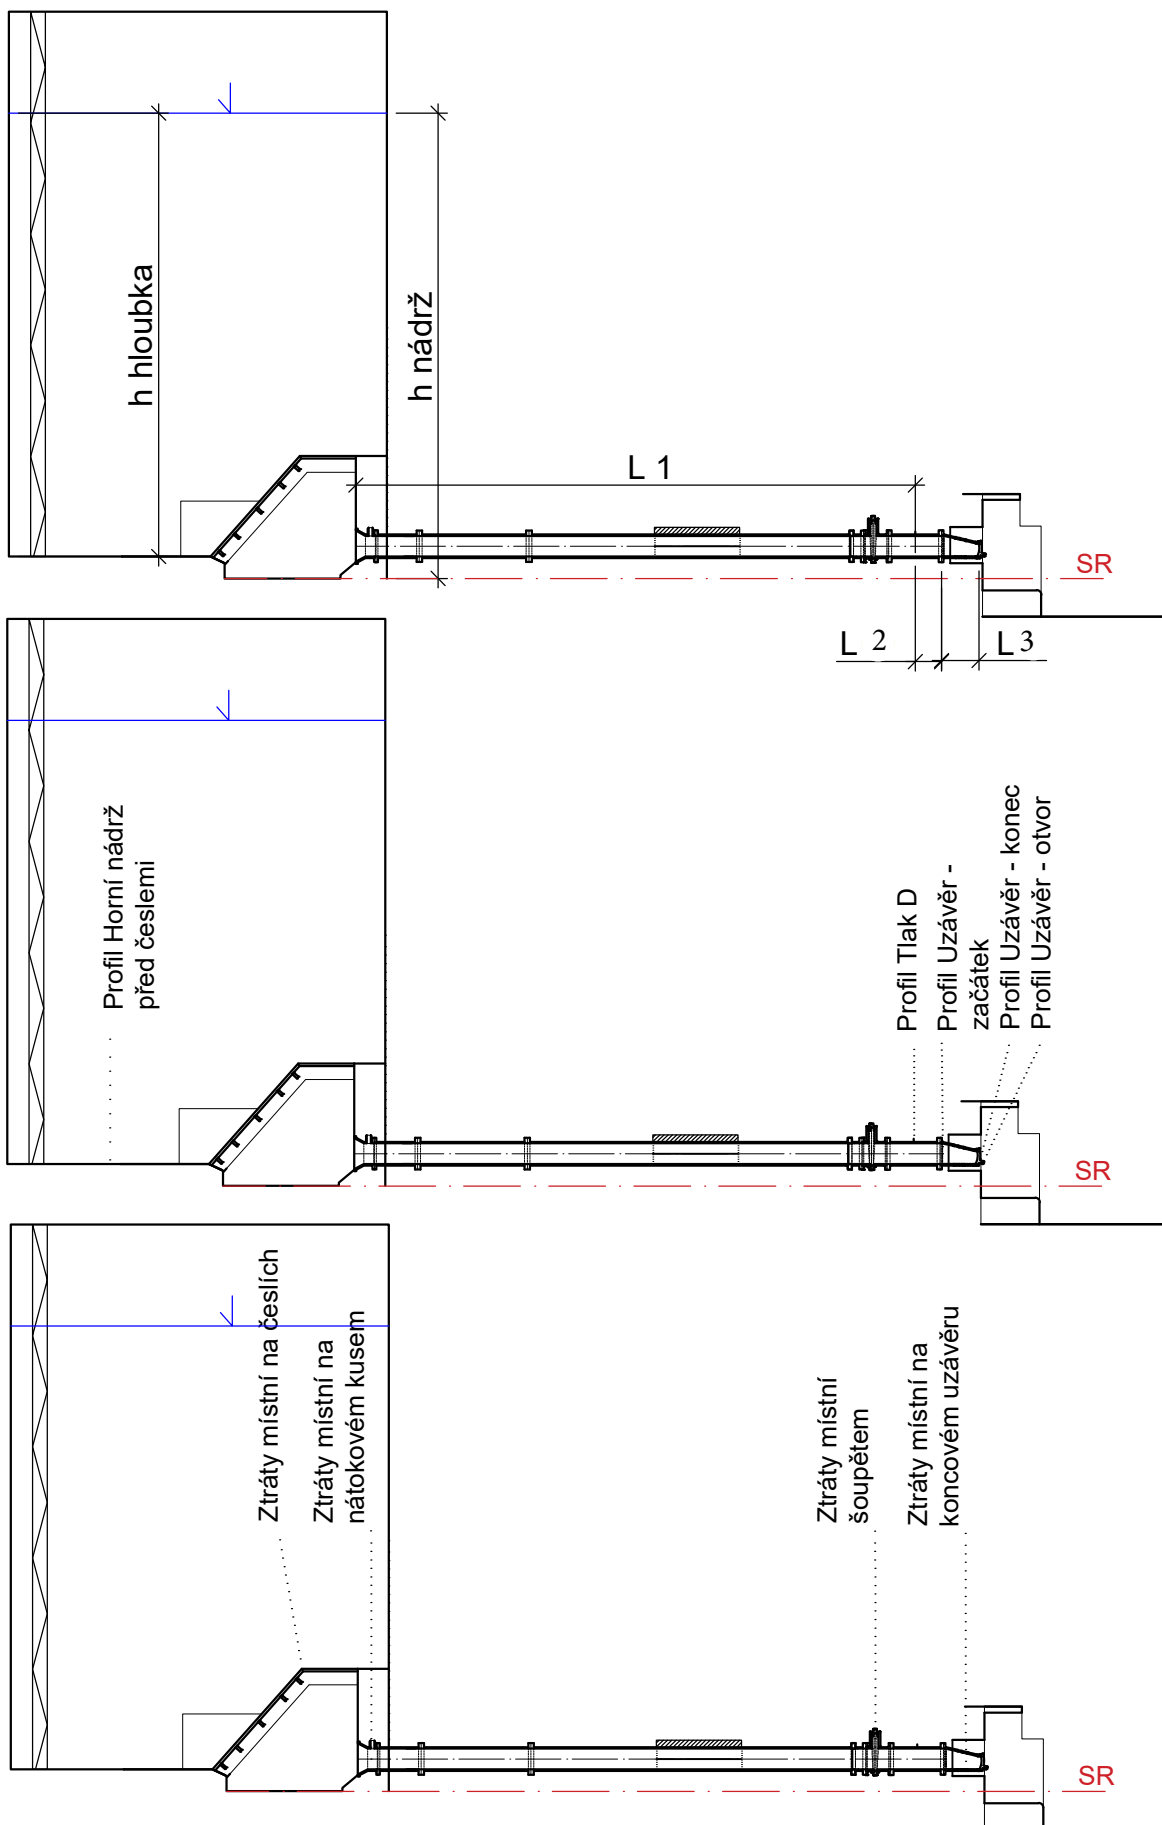 h hloubka
h nádrž
L 1
SR
L 2
L 3
Profil Horní nádrž
před česlemi
Profil Tlak D
Profil Uzávěr -
začátek
Profil Uzávěr - konec
Profil Uzávěr - otvor
SR
Ztráty místní na česlích
Ztráty místní na
nátokovém kusem
Ztráty místní
šoupětem
Ztráty místní na
koncovém uzávěru
SR